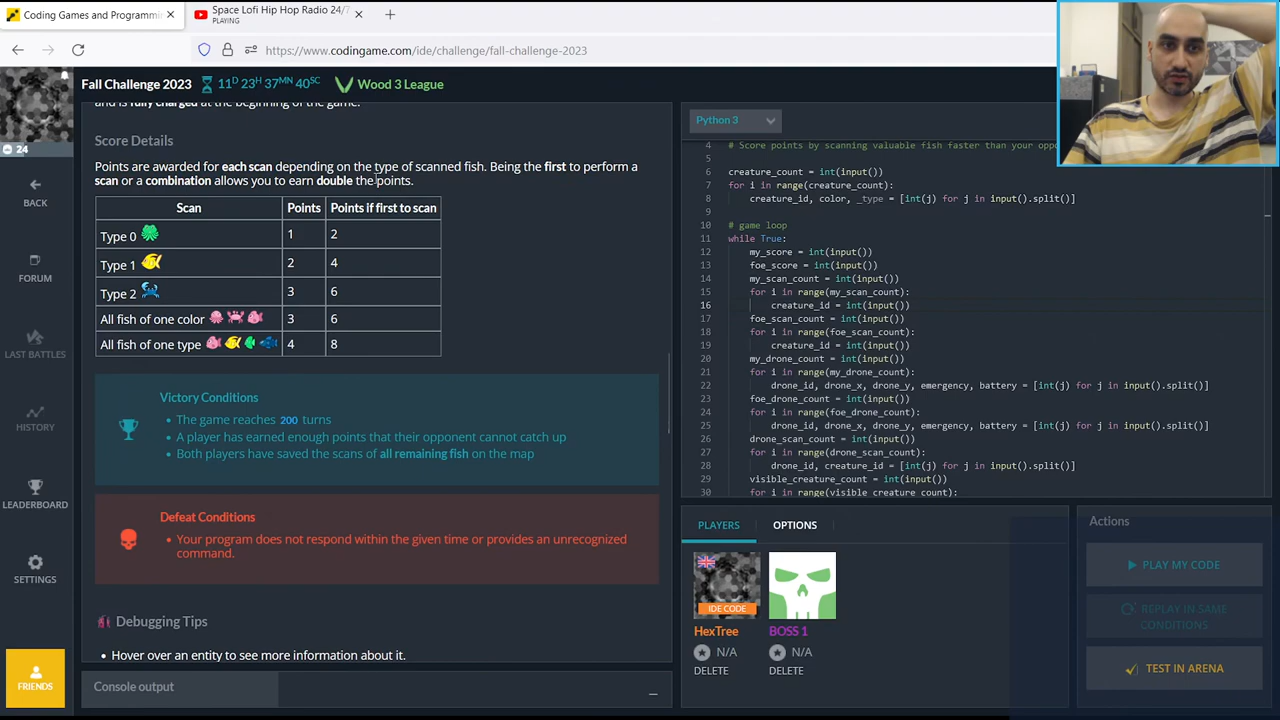 Coding Games and Programmin
Space Lofi Hip Hop Radio 24/7
PLAYING
https://www.codingame.com/ide/challenge/fall-challenge-2023
Fall Challenge 2023
11D 23H 37MN 40SC
Wood 3 League
24
BACK
FORUM
LAST BATTLES
HISTORY
LEADERBOARD
SETTINGS
FRIENDS
and is fully charged at the beginning of the game.
Score Details
Points are awarded for each scan depending on the type of scanned fish. Being the first to perform a
scan or a combination allows you to earn double the points.
Scan Points Points if first to scan
Type 0 1 2
Type 1 2 4
Type 2 3 6
All fish of one color 3 6
All fish of one type 4 8
Victory Conditions
• The game reaches 200 turns
• A player has earned enough points that their opponent cannot catch up
• Both players have saved the scans of all remaining fish on the map
Defeat Conditions
• Your program does not respond within the given time or provides an unrecognized
command.
Debugging Tips
• Hover over an entity to see more information about it.
Console output
Python 3
4 # Score points by scanning valuable fish faster than your opp
5
6 creature_count = int(input())
7 for i in range(creature_count):
8 creature_id, color, _type = [int(j) for j in input().split()]
9
10 # game loop
11 while True:
12 my_score = int(input())
13 foe_score = int(input())
14 my_scan_count = int(input())
15 for i in range(my_scan_count):
16 creature_id = int(input())
17 foe_scan_count = int(input())
18 for i in range(foe_scan_count):
19 creature_id = int(input())
20 my_drone_count = int(input())
21 for i in range(my_drone_count):
22 drone_id, drone_x, drone_y, emergency, battery = [int(j) for j in input().split()]
23 foe_drone_count = int(input())
24 for i in range(foe_drone_count):
25 drone_id, drone_x, drone_y, emergency, battery = [int(j) for j in input().split()]
26 drone_scan_count = int(input())
27 for i in range(drone_scan_count):
28 drone_id, creature_id = [int(j) for j in input().split()]
29 visible_creature_count = int(input())
30 for i in range(visible_creature_count):
PLAYERS OPTIONS
IDE CODE
HexTree
N/A
DELETE
BOSS 1
N/A
DELETE
Actions
PLAY MY CODE
REPLAY IN SAME
CONDITIONS
TEST IN ARENA